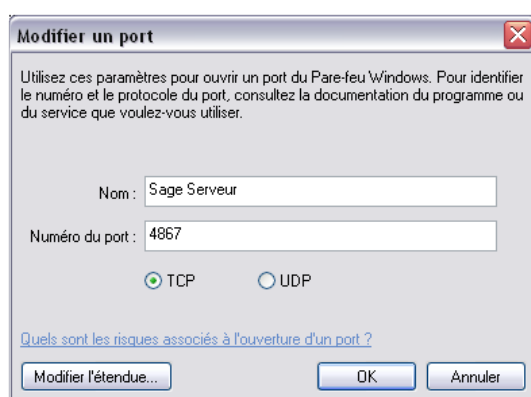 Modifier un port
Utilisez ces paramètres pour ouvrir un port du Pare-feu Windows. Pour identifier
le numéro et le protocole du port, consultez la documentation du programme ou
du service que voulez-vous utiliser.
Nom : Sage Serveur
Numéro du port : 4867
TCP UDP
Quels sont les risques associés à l'ouverture d'un port ?
Modifier l'étendue... OK Annuler